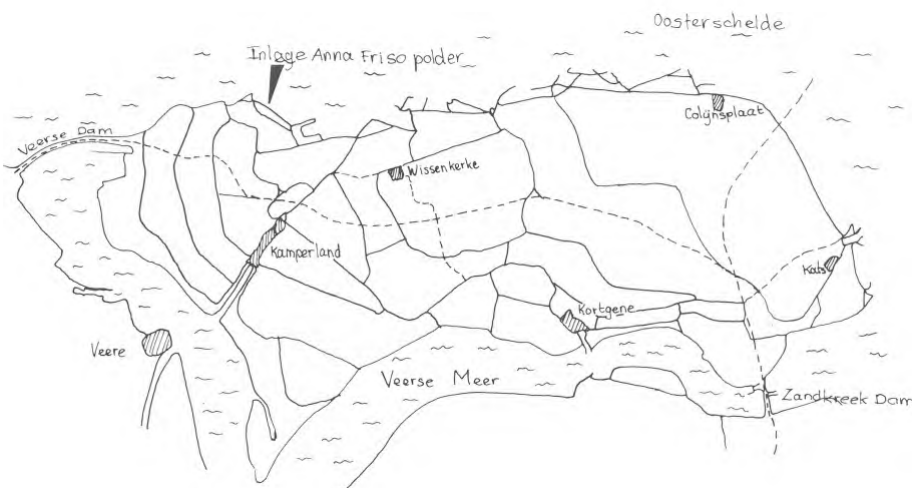 Oosterschelde
Inlage Anna Friso polder
Colijnsplaat
Veerse Dam
Wissenkerke
Kamperland
Kats
Kortgene
Veere
Veerse Meer
Zandkreek Dam